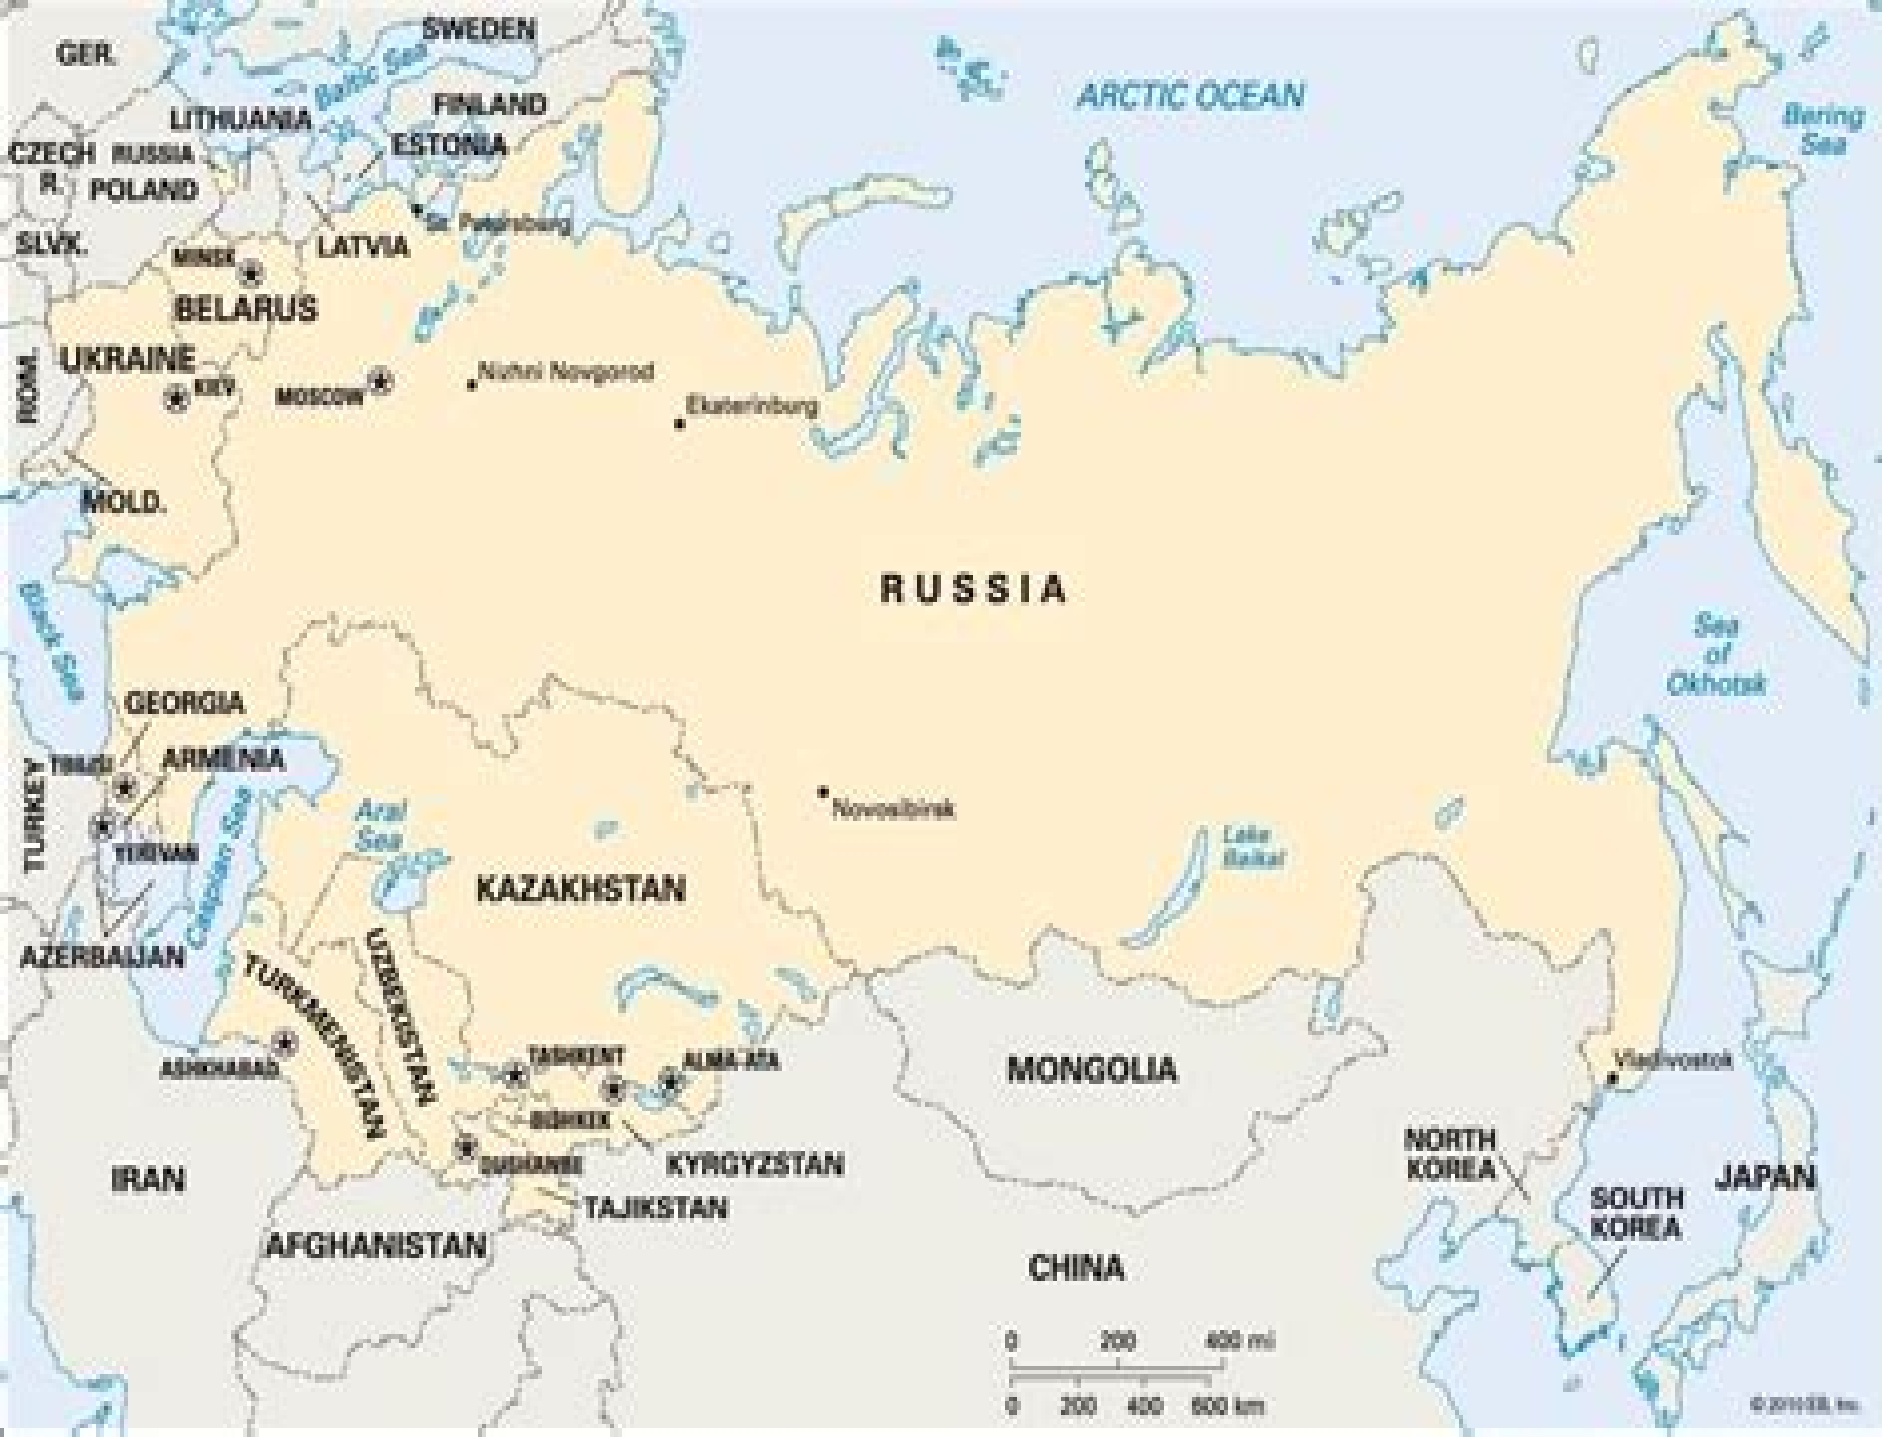 SWEDEN
GER.
Baltic Sea
ARCTIC OCEAN
FINLAND
LITHUANIA
Bering
Sea
ESTONIA
CZECH
R.
RUSSIA
POLAND
St. Petersburg
SLVK.
LATVIA
MINSK
BELARUS
UKRAINE
ROM.
KIEV
MOSCOW
Nizhni Novgorod
Ekaterinburg
MOLD.
RUSSIA
Black Sea
Sea
of
Okhotsk
GEORGIA
TBILISI
ARMENIA
TURKEY
Caspian Sea
Aral
Sea
Novosibirsk
YEREVAN
Lake
Baikal
KAZAKHSTAN
AZERBAIJAN
TURKMENISTAN
UZBEKISTAN
ASHKHABAD
TASHKENT
ALMA-ATA
MONGOLIA
Vladivostok
BISHKEK
NORTH
KOREA
DUSHANBE
KYRGYZSTAN
IRAN
JAPAN
TAJIKSTAN
SOUTH
KOREA
AFGHANISTAN
CHINA
0 200 400 mi
0 200 400 600 km
© 2010 EB, Inc.